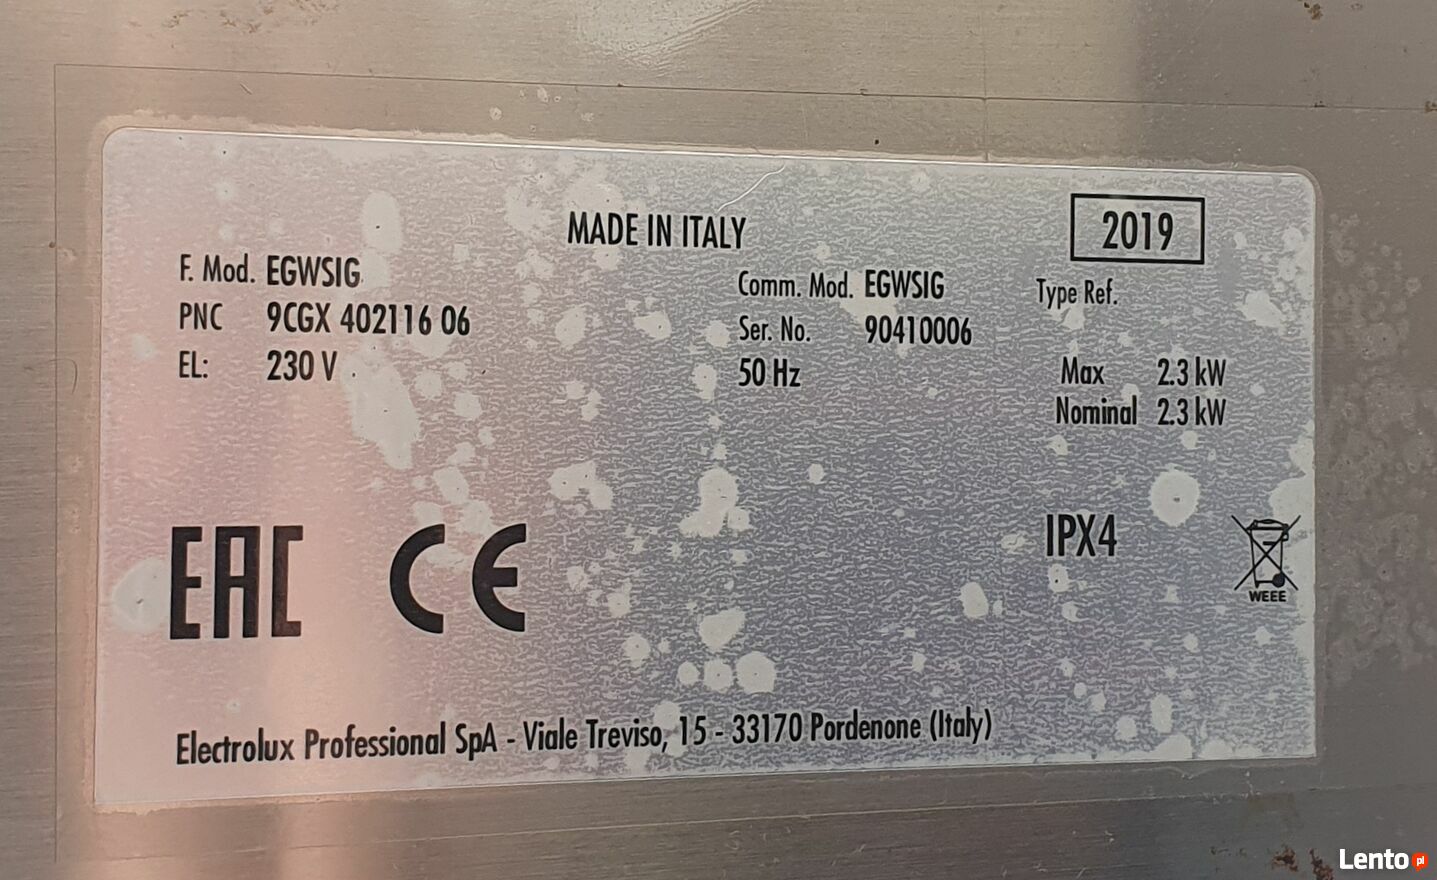 MADE IN ITALY
2019
F. Mod. EGWSIG
Comm. Mod. EGWSIG
Type Ref.
PNC 9CGX 402116 06
Ser. No. 90410006
EL: 230 V
50 Hz
Max 2.3 kW
Nominal 2.3 kW
EAC CE
IPX4
WEEE
Electrolux Professional SpA - Viale Treviso, 15 - 33170 Pordenone (Italy)
Lento pl